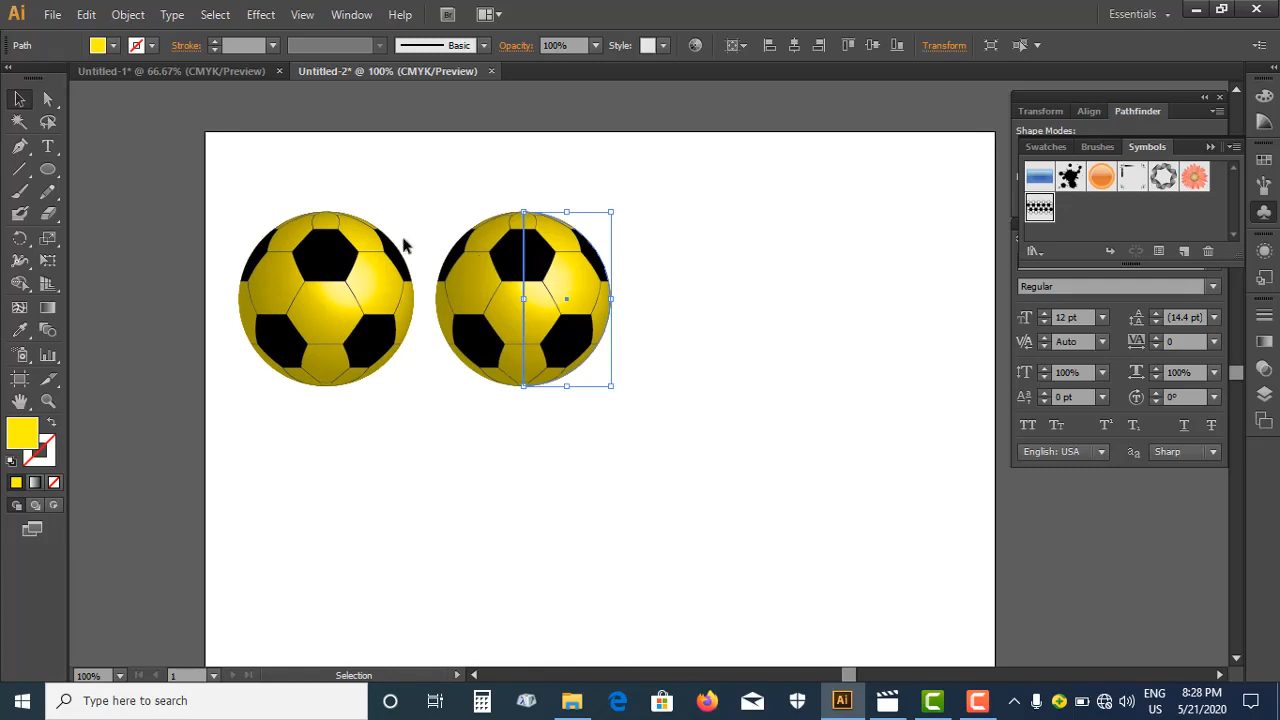 Ai File Edit Object Type Select Effect View Window Help Br Essentials
Path Stroke: Basic Opacity: 100% Style: Transform
Untitled-1* @ 66.67% (CMYK/Preview) × Untitled-2* @ 100% (CMYK/Preview) ×
Transform Align Pathfinder
Shape Modes:
Swatches Brushes Symbols
Regular
12 pt (14.4 pt)
Auto 0
100% 100%
0 pt 0°
English: USA Sharp
100% 1 Selection
Type here to search
Ai
ENG
US
8:28 PM
5/21/2020